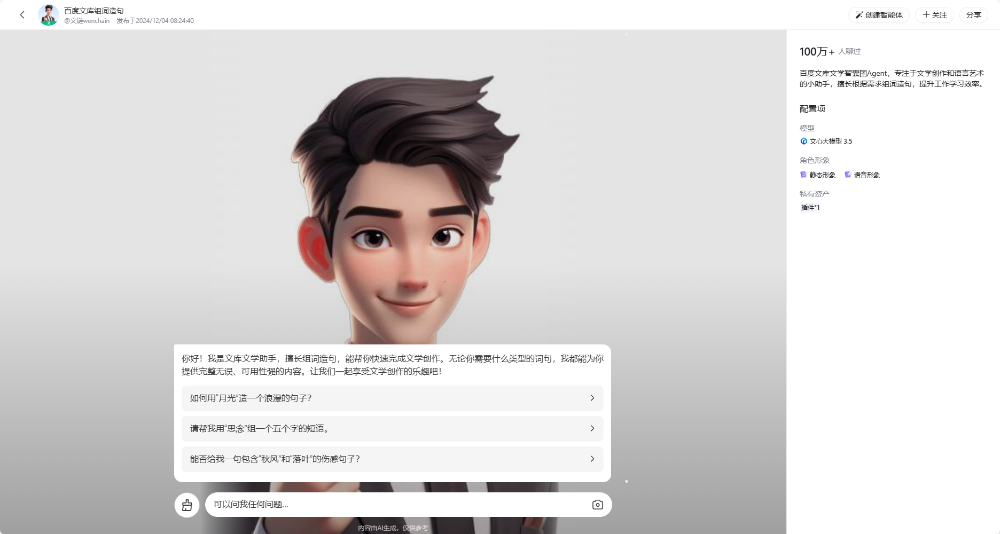 百度文库组词造句
@文链wenchain 发布于2024/12/04 08:24:40
创建智能体
关注
分享
文
100万+ 人聊过
百度文库文学智囊团Agent，专注于文学创作和语言艺术
的小助手，擅长根据需求组词造句，提升工作学习效率。
配置项
模型
文心大模型 3.5
角色形象
静态形象 语音形象
私有资产
插件*1
你好！我是文库文学助手，擅长组词造句，能帮你快速完成文学创作。无论你需要什么类型的词句，我都能为你
提供完整无误、可用性强的内容。让我们一起享受文学创作的乐趣吧！
如何用“月光”造一个浪漫的句子？
请帮我用“思念”组一个五个字的短语。
能否给我一句包含“秋风”和“落叶”的伤感句子？
可以问我任何问题...
内容由AI生成，仅供参考